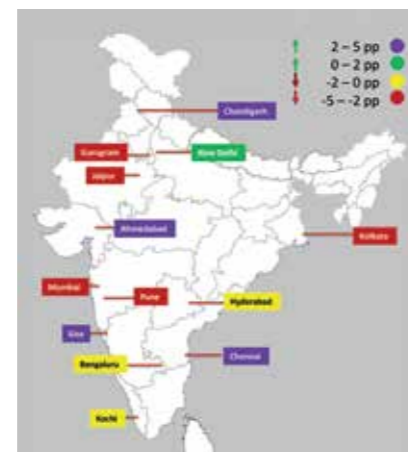 2 – 5 pp
0 – 2 pp
-2 – 0 pp
-5 – -2 pp
Chandigarh
Gurugram
New Delhi
Jaipur
Ahmedabad
Kolkata
Mumbai
Pune
Hyderabad
Goa
Chennai
Bengaluru
Kochi